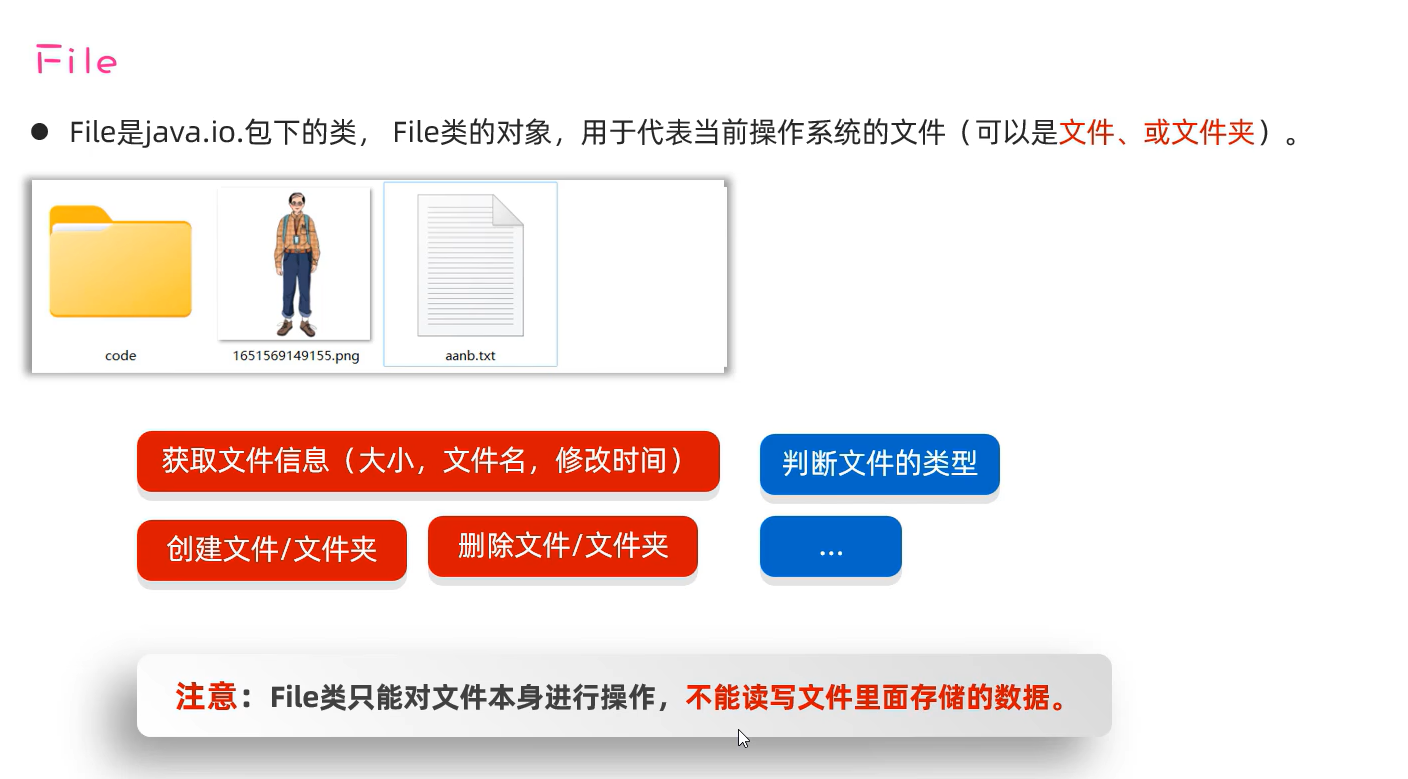 File
● File是java.io.包下的类， File类的对象，用于代表当前操作系统的文件（可以是文件、或文件夹）。
code
1651569149155.png
aanb.txt
获取文件信息（大小，文件名，修改时间）
判断文件的类型
创建文件/文件夹
删除文件/文件夹
...
注意：File类只能对文件本身进行操作，不能读写文件里面存储的数据。